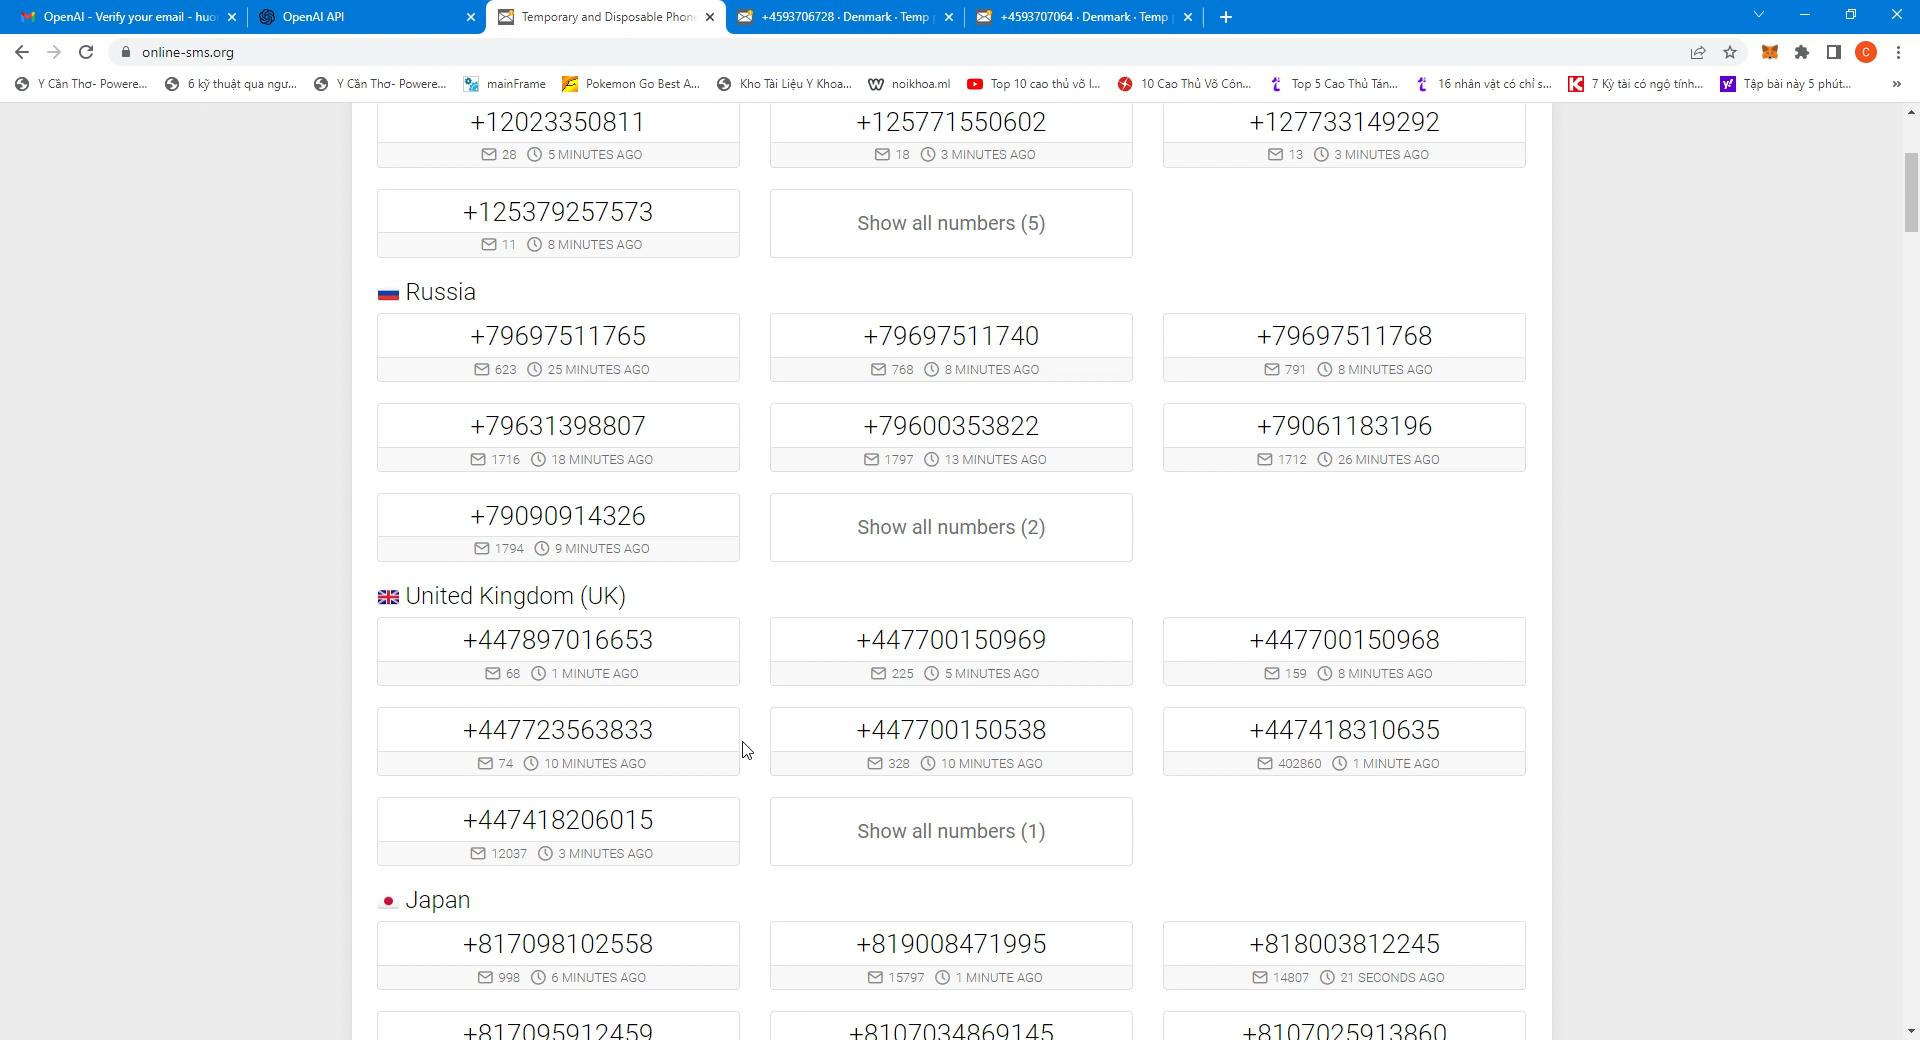 OpenAI - Verify your email - huo
OpenAI API
Temporary and Disposable Phon
+4593706728 · Denmark · Temp
+4593707064 · Denmark · Temp
online-sms.org
C
Y Cần Thơ- Powere...
6 kỹ thuật qua ngư...
Y Cần Thơ- Powere...
mainFrame
Pokemon Go Best A...
Kho Tài Liệu Y Khoa...
noikhoa.ml
Top 10 cao thủ võ l...
10 Cao Thủ Võ Côn...
Top 5 Cao Thủ Tán...
16 nhân vật có chỉ s...
7 Kỳ tài có ngộ tính...
Tập bài này 5 phút...
»
+12023350811
28 5 MINUTES AGO
+125771550602
18 3 MINUTES AGO
+127733149292
13 3 MINUTES AGO
+125379257573
11 8 MINUTES AGO
Show all numbers (5)
Russia
+79697511765
623 25 MINUTES AGO
+79697511740
768 8 MINUTES AGO
+79697511768
791 8 MINUTES AGO
+79631398807
1716 18 MINUTES AGO
+79600353822
1797 13 MINUTES AGO
+79061183196
1712 26 MINUTES AGO
+79090914326
1794 9 MINUTES AGO
Show all numbers (2)
United Kingdom (UK)
+447897016653
68 1 MINUTE AGO
+447700150969
225 5 MINUTES AGO
+447700150968
159 8 MINUTES AGO
+447723563833
74 10 MINUTES AGO
+447700150538
328 10 MINUTES AGO
+447418310635
402860 1 MINUTE AGO
+447418206015
12037 3 MINUTES AGO
Show all numbers (1)
Japan
+817098102558
998 6 MINUTES AGO
+819008471995
15797 1 MINUTE AGO
+818003812245
14807 21 SECONDS AGO
+817095912459
+8107034869145
+8107025913860